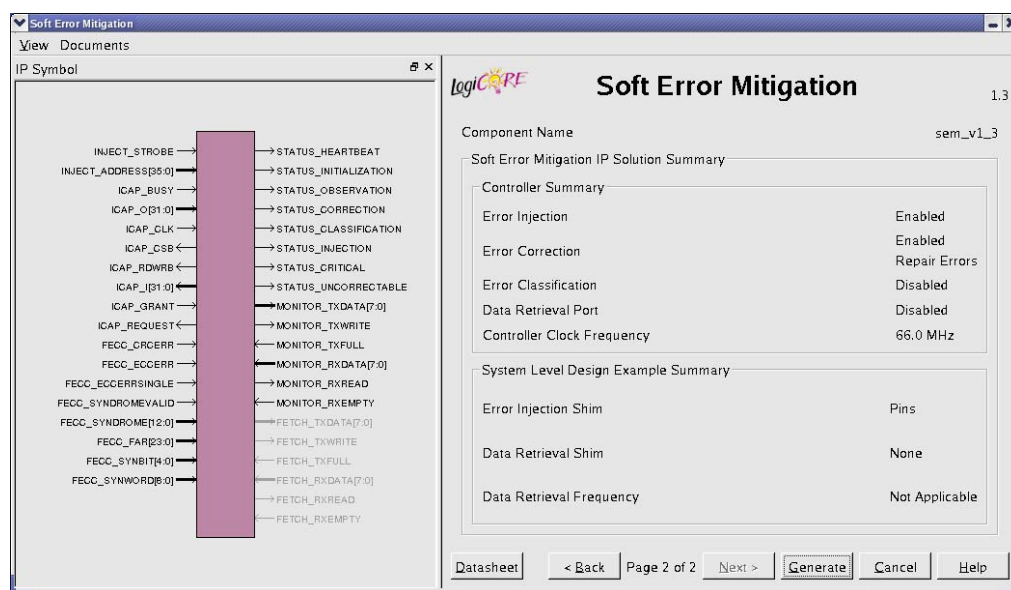 Soft Error Mitigation
View Documents
IP Symbol
INJECT_STROBE
INJECT_ADDRESS[35:0]
ICAP_BUSY
ICAP_O[31:0]
ICAP_CLK
ICAP_CSB
ICAP_RDWRB
ICAP_I[31:0]
ICAP_GRANT
ICAP_REQUEST
FECC_CRCERR
FECC_ECCERR
FECC_ECCERRSINGLE
FECC_SYNDROMEVALID
FECC_SYNDROME[12:0]
FECC_FAR[23:0]
FECC_SYNBIT[4:0]
FECC_SYNWORD[6:0]
STATUS_HEARTBEAT
STATUS_INITIALIZATION
STATUS_OBSERVATION
STATUS_CORRECTION
STATUS_CLASSIFICATION
STATUS_INJECTION
STATUS_CRITICAL
STATUS_UNCORRECTABLE
MONITOR_TXDATA[7:0]
MONITOR_TXWRITE
MONITOR_TXFULL
MONITOR_RXDATA[7:0]
MONITOR_RXREAD
MONITOR_RXEMPTY
FETCH_TXDATA[7:0]
FETCH_TXWRITE
FETCH_TXFULL
FETCH_RXDATA[7:0]
FETCH_RXREAD
FETCH_RXEMPTY
LogiCORE
Soft Error Mitigation
1.3
Component Name sem_v1_3
Soft Error Mitigation IP Solution Summary
Controller Summary
Error Injection Enabled
Error Correction Enabled
Repair Errors
Error Classification Disabled
Data Retrieval Port Disabled
Controller Clock Frequency 66.0 MHz
System Level Design Example Summary
Error Injection Shim Pins
Data Retrieval Shim None
Data Retrieval Frequency Not Applicable
Datasheet < Back Page 2 of 2 Next > Generate Cancel Help